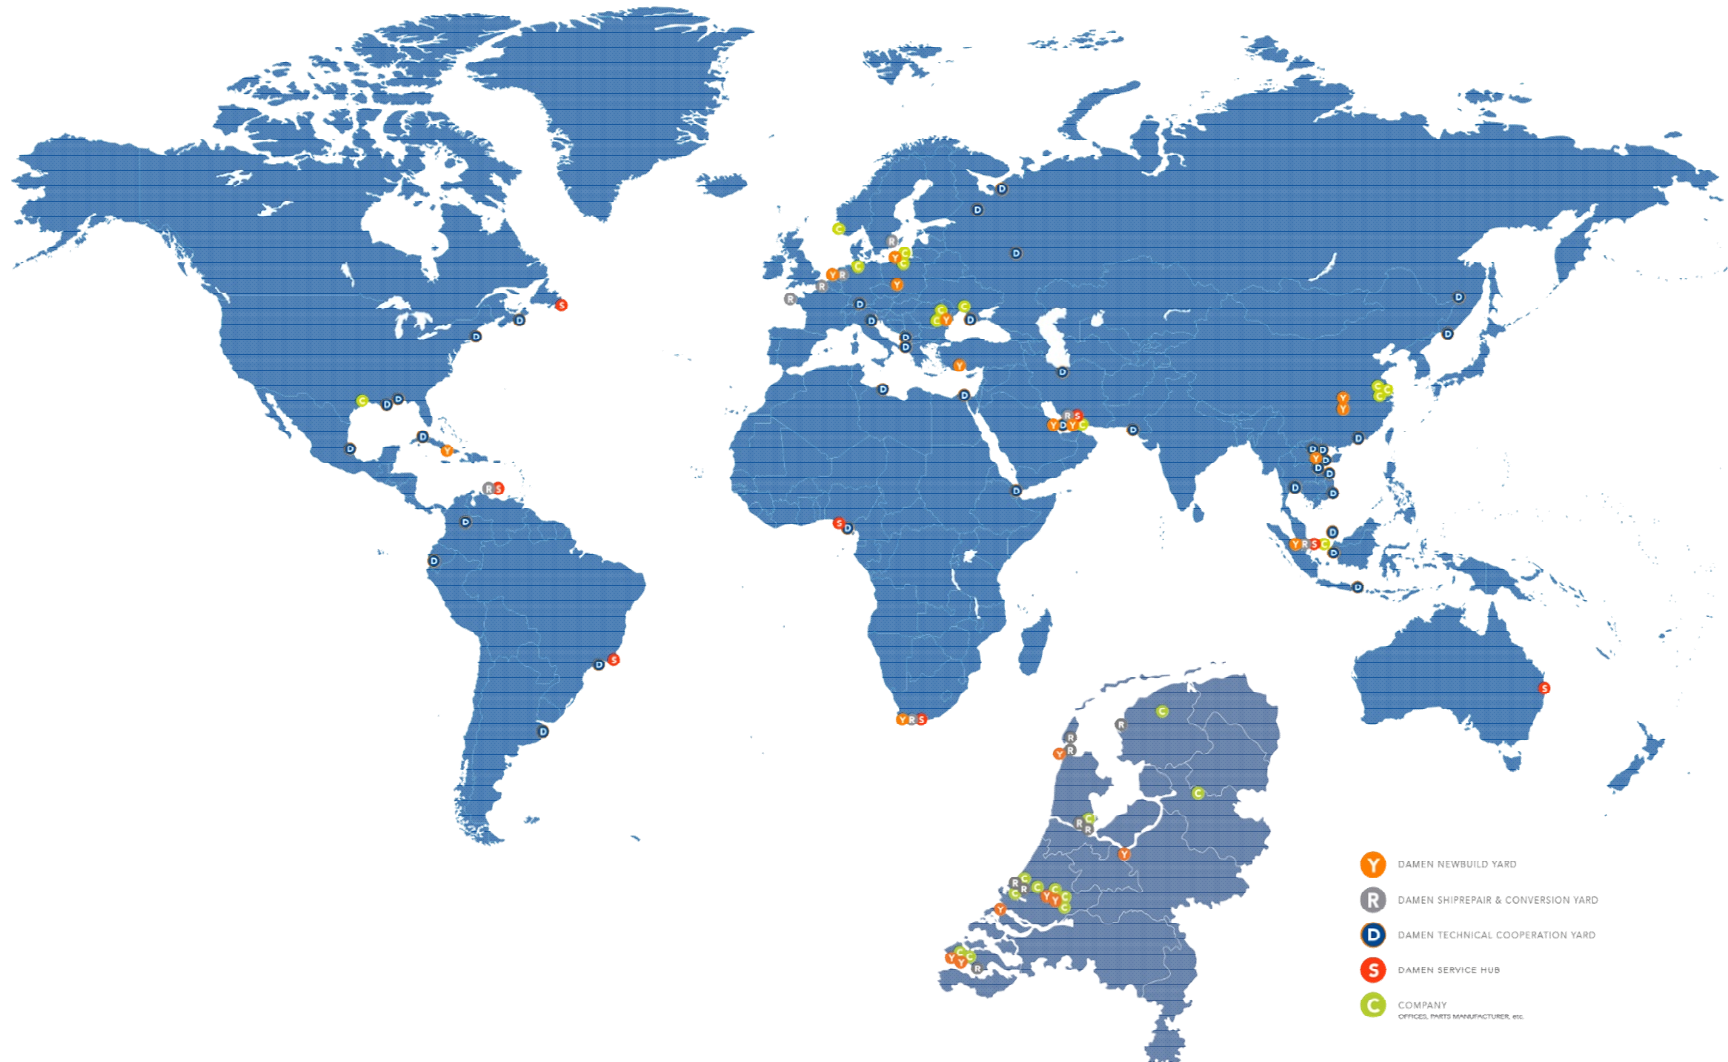 Y DAMEN NEWBUILD YARD
R DAMEN SHIPREPAIR & CONVERSION YARD
D DAMEN TECHNICAL COOPERATION YARD
S DAMEN SERVICE HUB
C COMPANY
OFFICES, PARTS MANUFACTURER, etc.